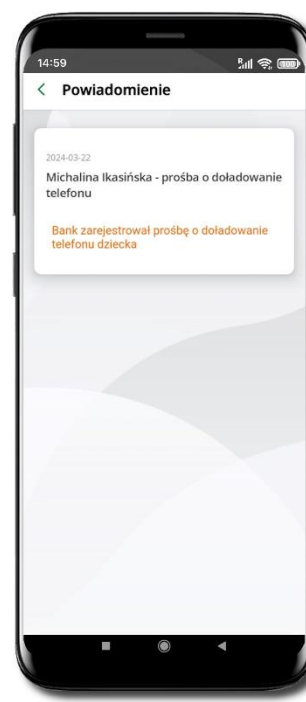 14:59
Powiadomienie
2024-03-22
Michalina Ikasińska - prośba o doładowanie
telefonu
Bank zarejestrował prośbę o doładowanie
telefonu dziecka